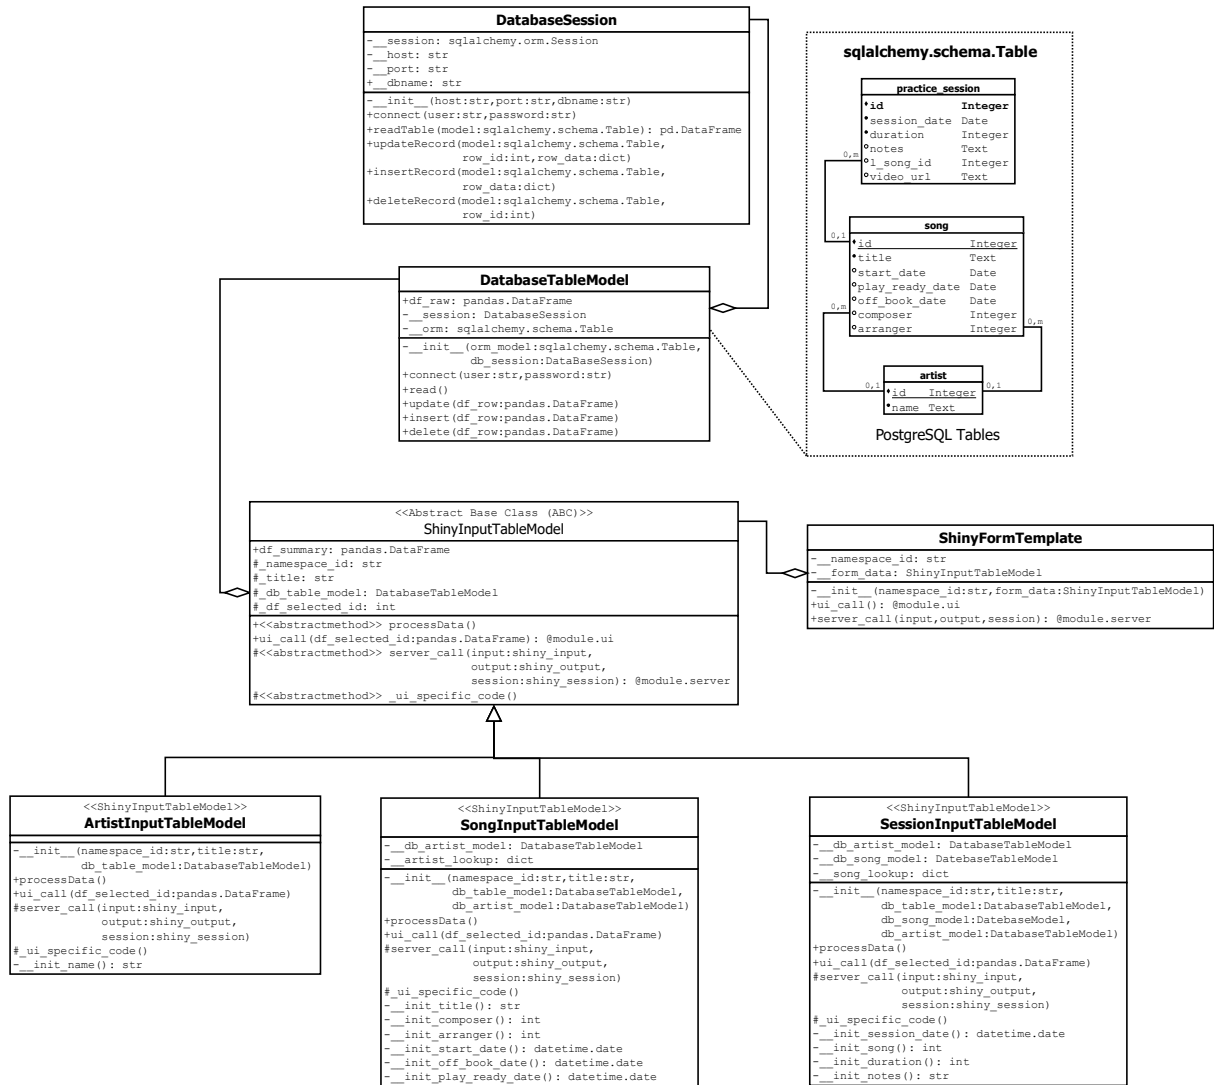 DatabaseSession
-__session: sqlalchemy.orm.Session
-__host: str
-__port: str
+__dbname: str
-__init__(host:str,port:str,dbname:str)
+connect(user:str,password:str)
+readTable(model:sqlalchemy.schema.Table): pd.DataFrame
+updateRecord(model:sqlalchemy.schema.Table,
row_id:int,row_data:dict)
+insertRecord(model:sqlalchemy.schema.Table,
row_data:dict)
+deleteRecord(model:sqlalchemy.schema.Table,
row_id:int)
sqlalchemy.schema.Table
practice_session
id Integer
session_date Date
duration Integer
notes Text
l_song_id Integer
video_url Text
0,m
song
0,1
id Integer
title Text
start_date Date
play_ready_date Date
off_book_date Date
composer Integer
arranger Integer
0,m
0,m
artist
0,1
id Integer
name Text
0,1
PostgreSQL Tables
DatabaseTableModel
+df_raw: pandas.DataFrame
-__session: DatabaseSession
-__orm: sqlalchemy.schema.Table
-__init__(orm_model:sqlalchemy.schema.Table,
db_session:DataBaseSession)
+connect(user:str,password:str)
+read()
+update(df_row:pandas.DataFrame)
+insert(df_row:pandas.DataFrame)
+delete(df_row:pandas.DataFrame)
<<Abstract Base Class (ABC)>>
ShinyInputTableModel
+df_summary: pandas.DataFrame
#_namespace_id: str
#_title: str
#_db_table_model: DatabaseTableModel
#_df_selected_id: int
+<<abstractmethod>> processData()
+ui_call(df_selected_id:pandas.DataFrame): @module.ui
#<<abstractmethod>> server_call(input:shiny_input,
output:shiny_output,
session:shiny_session): @module.server
#<<abstractmethod>> _ui_specific_code()
ShinyFormTemplate
-__namespace_id: str
-__form_data: ShinyInputTableModel
-__init__(namespace_id:str,form_data:ShinyInputTableModel)
+ui_call(): @module.ui
+server_call(input,output,session): @module.server
<<ShinyInputTableModel>>
ArtistInputTableModel
-__init__(namespace_id:str,title:str,
db_table_model:DatabaseTableModel)
+processData()
+ui_call(df_selected_id:pandas.DataFrame)
#server_call(input:shiny_input,
output:shiny_output,
session:shiny_session)
#_ui_specific_code()
-__init_name(): str
<<ShinyInputTableModel>>
SongInputTableModel
-__db_artist_model: DatabaseTableModel
-__artist_lookup: dict
-__init__(namespace_id:str,title:str,
db_table_model:DatabaseTableModel,
db_artist_model:DatabaseTableModel)
+processData()
+ui_call(df_selected_id:pandas.DataFrame)
#server_call(input:shiny_input,
output:shiny_output,
session:shiny_session)
#_ui_specific_code()
-__init_title(): str
-__init_composer(): int
-__init_arranger(): int
-__init_start_date(): datetime.date
-__init_off_book_date(): datetime.date
-__init_play_ready_date(): datetime.date
<<ShinyInputTableModel>>
SessionInputTableModel
-__db_artist_model: DatabaseTableModel
-__db_song_model: DatebaseTableModel
-__song_lookup: dict
-__init__(namespace_id:str,title:str,
db_table_model:DatabaseTableModel,
db_song_model:DatebaseModel,
db_artist_model:DatabaseTableModel)
+processData()
+ui_call(df_selected_id:pandas.DataFrame)
#server_call(input:shiny_input,
output:shiny_output,
session:shiny_session)
#_ui_specific_code()
-__init_session_date(): datetime.date
-__init_song(): int
-__init_duration(): int
-__init_notes(): str